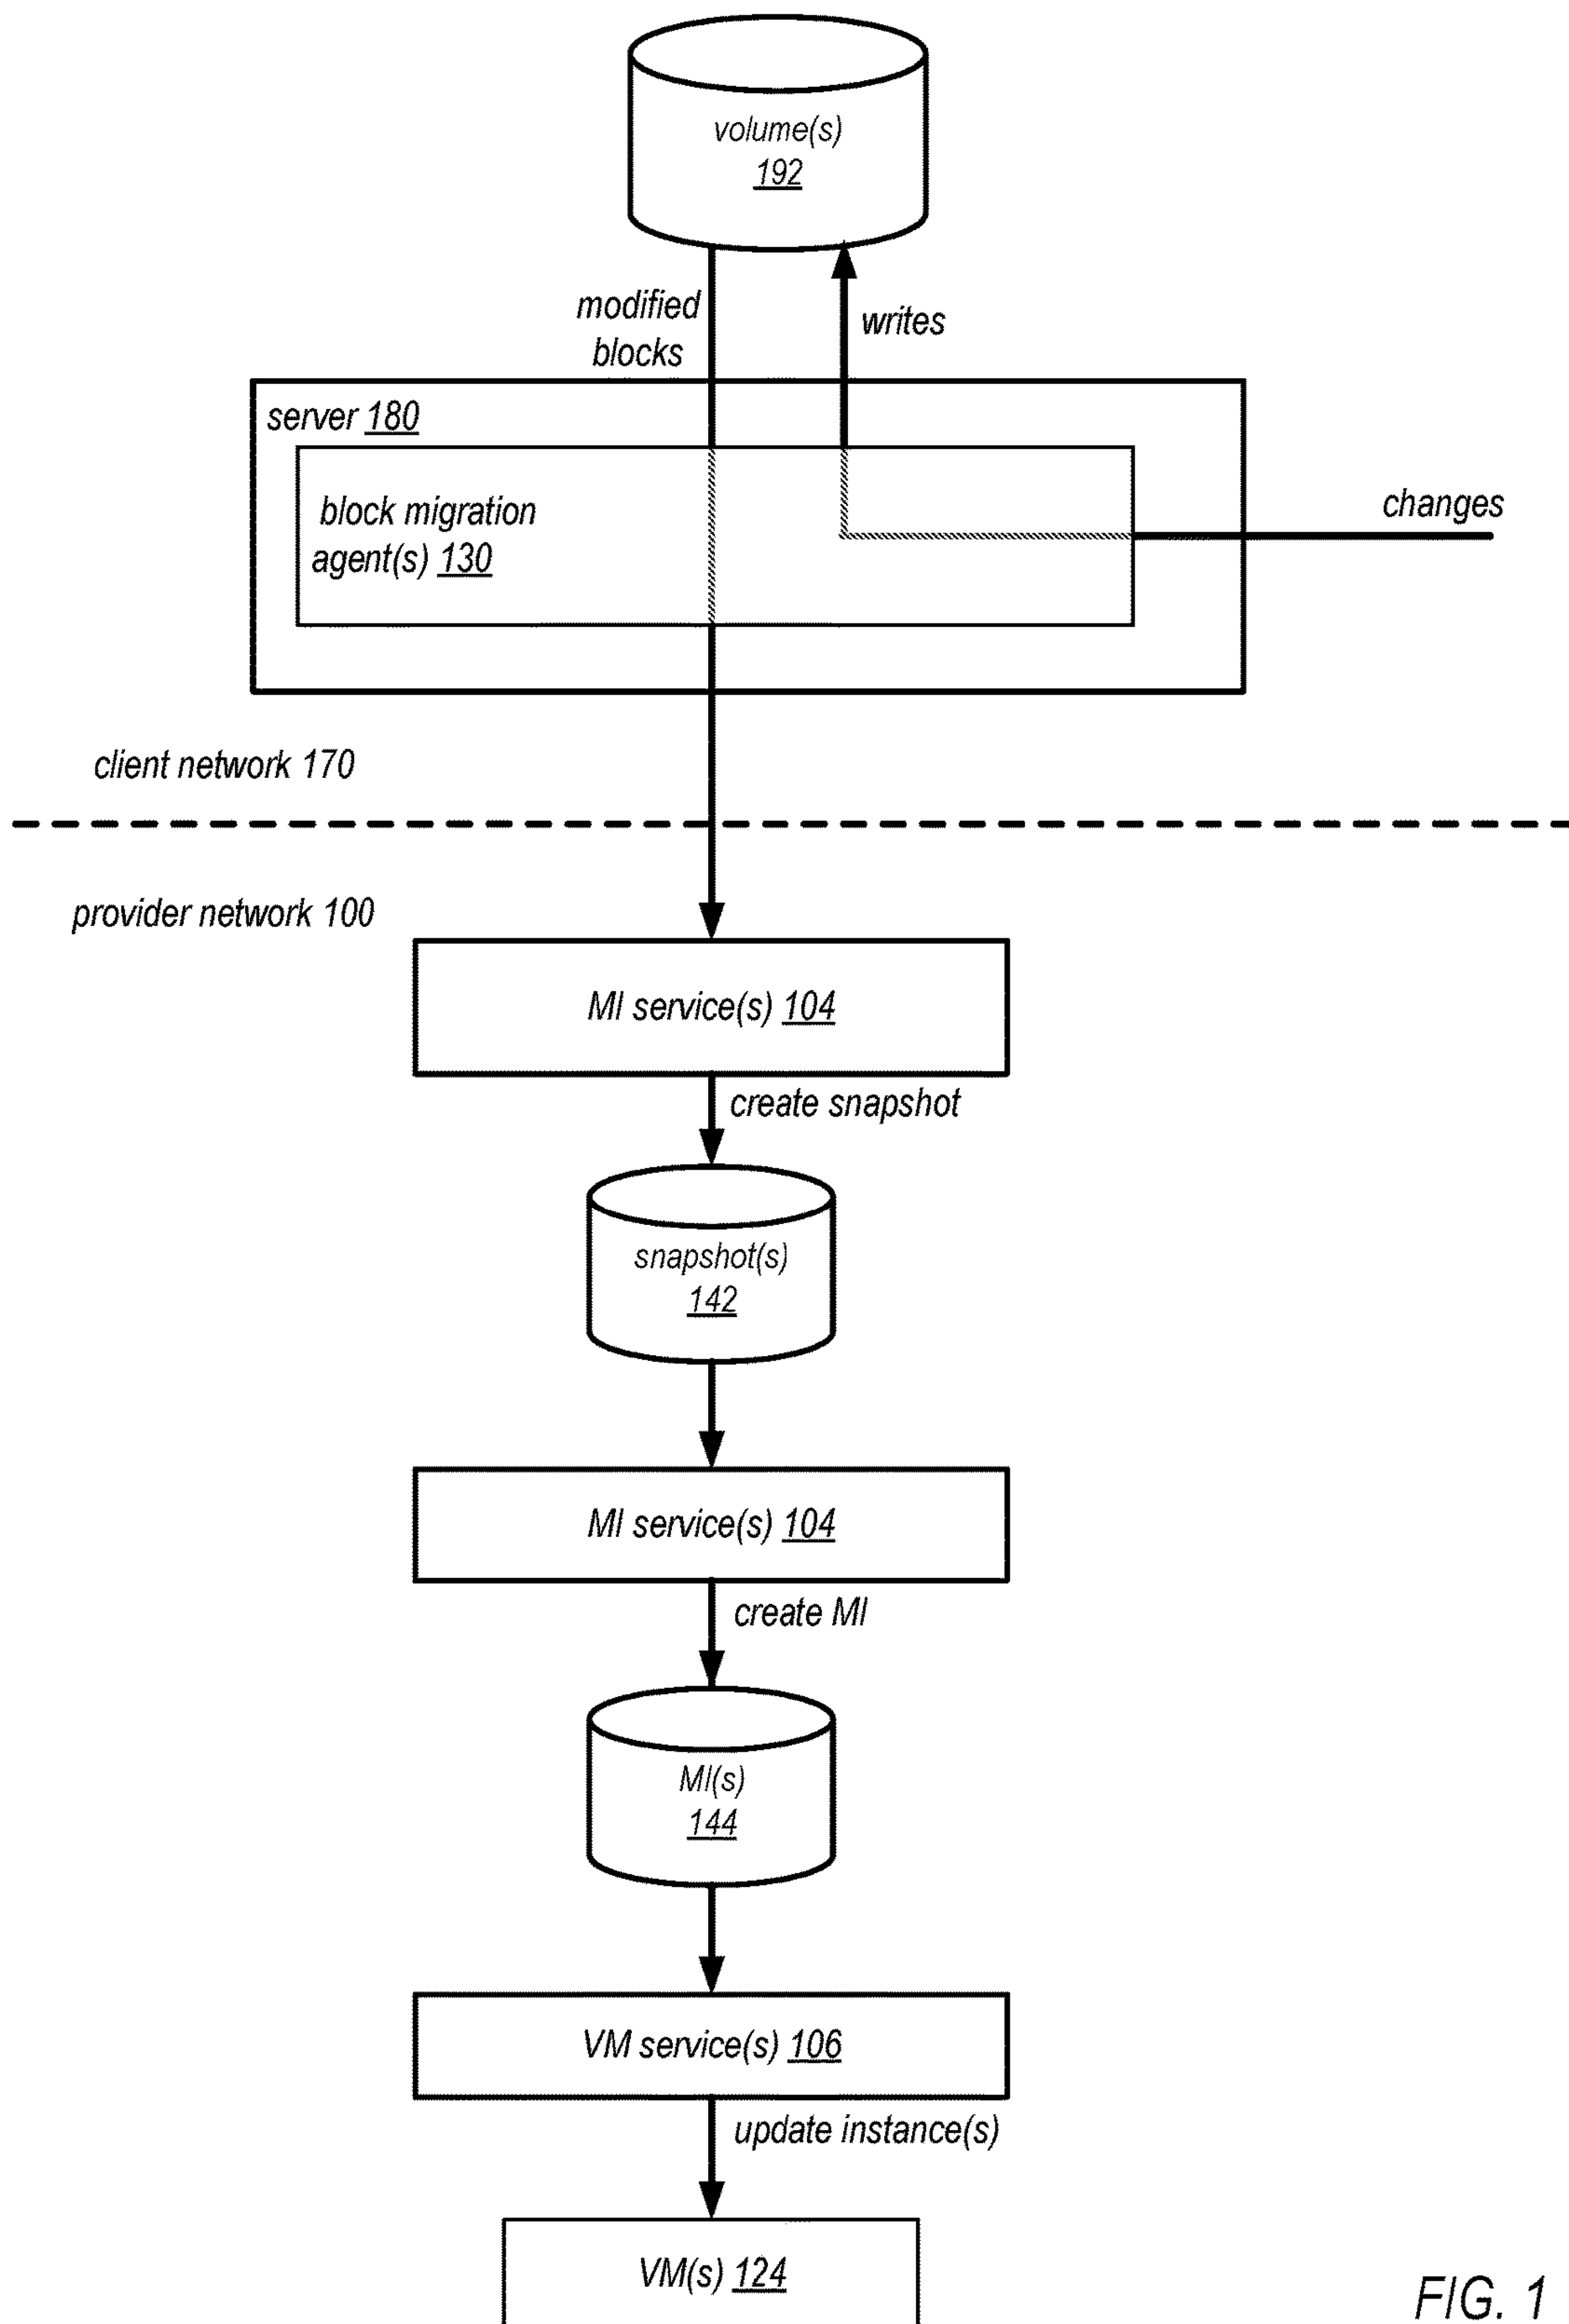 volume(s)
192
modified
blocks
writes
server 180
block migration
agent(s) 130
changes
client network 170
provider network 100
MI service(s) 104
create snapshot
snapshot(s)
142
MI service(s) 104
create MI
MI(s)
144
VM service(s) 106
update instance(s)
VM(s) 124
FIG. 1